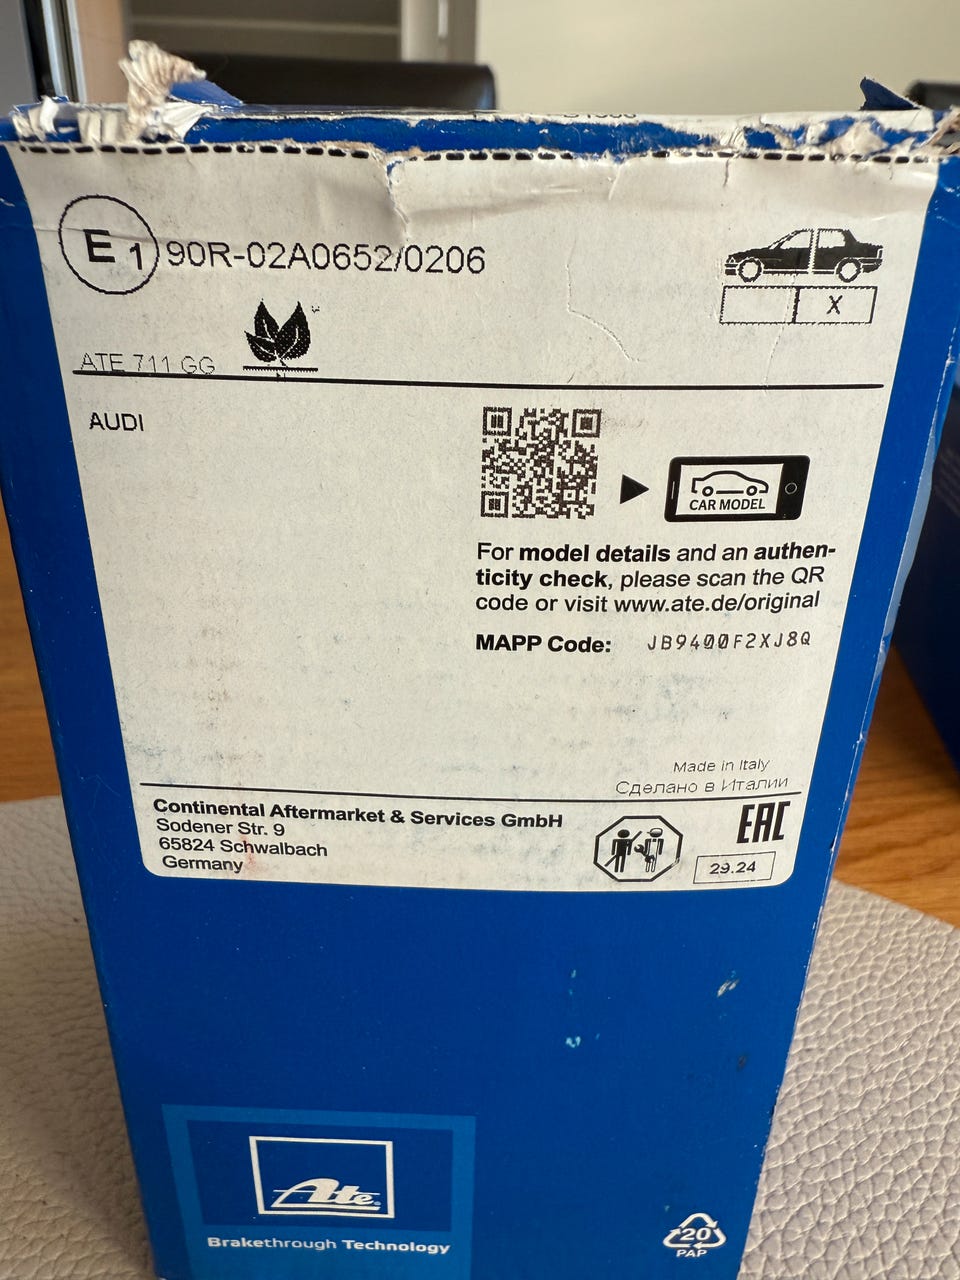 E1 90R-02A0652/0206
X
ATE 711 GG
AUDI
CAR MODEL
For model details and an authen-
ticity check, please scan the QR
code or visit www.ate.de/original
MAPP Code: JB9400F2XJ8Q
Made in Italy
Сделано в Италии
Continental Aftermarket & Services GmbH
Sodener Str. 9
65824 Schwalbach
Germany
EAC
29.24
Ate
Brakethrough Technology
20
PAP